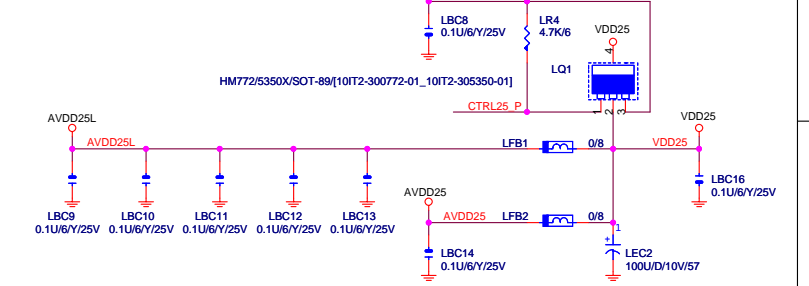 LBC8
0.1U/6/Y/25V
LR4
4.7K/6
VDD25
4
LQ1
HM772/5350X/SOT-89/[10IT2-300772-01_10IT2-305350-01]
CTRL25_P
1 2 3
AVDD25L
AVDD25L
LFB1
0/8
VDD25
VDD25
LBC16
0.1U/6/Y/25V
LBC9
0.1U/6/Y/25V
LBC10
0.1U/6/Y/25V
LBC11
0.1U/6/Y/25V
LBC12
0.1U/6/Y/25V
LBC13
0.1U/6/Y/25V
AVDD25
AVDD25
LFB2
0/8
LBC14
0.1U/6/Y/25V
1
+
LEC2
100U/D/10V/57